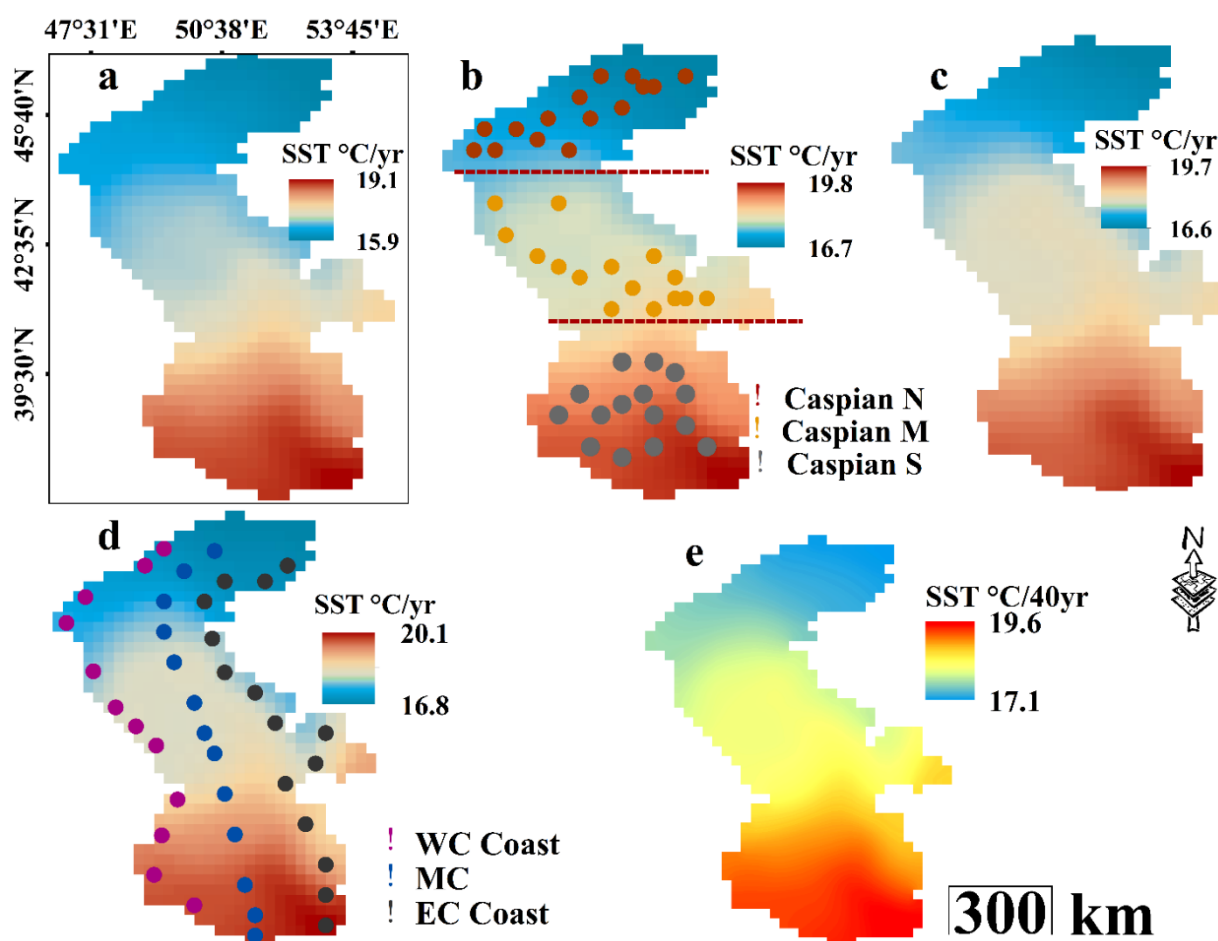 47°31'E 50°38'E 53°45'E
45°40'N
42°35'N
39°30'N
a
SST °C/yr
19.1
15.9
b
SST °C/yr
19.8
16.7
! Caspian N
! Caspian M
! Caspian S
c
SST °C/yr
19.7
16.6
d
SST °C/yr
20.1
16.8
! WC Coast
! MC
! EC Coast
e
SST °C/40yr
19.6
17.1
N
300 km